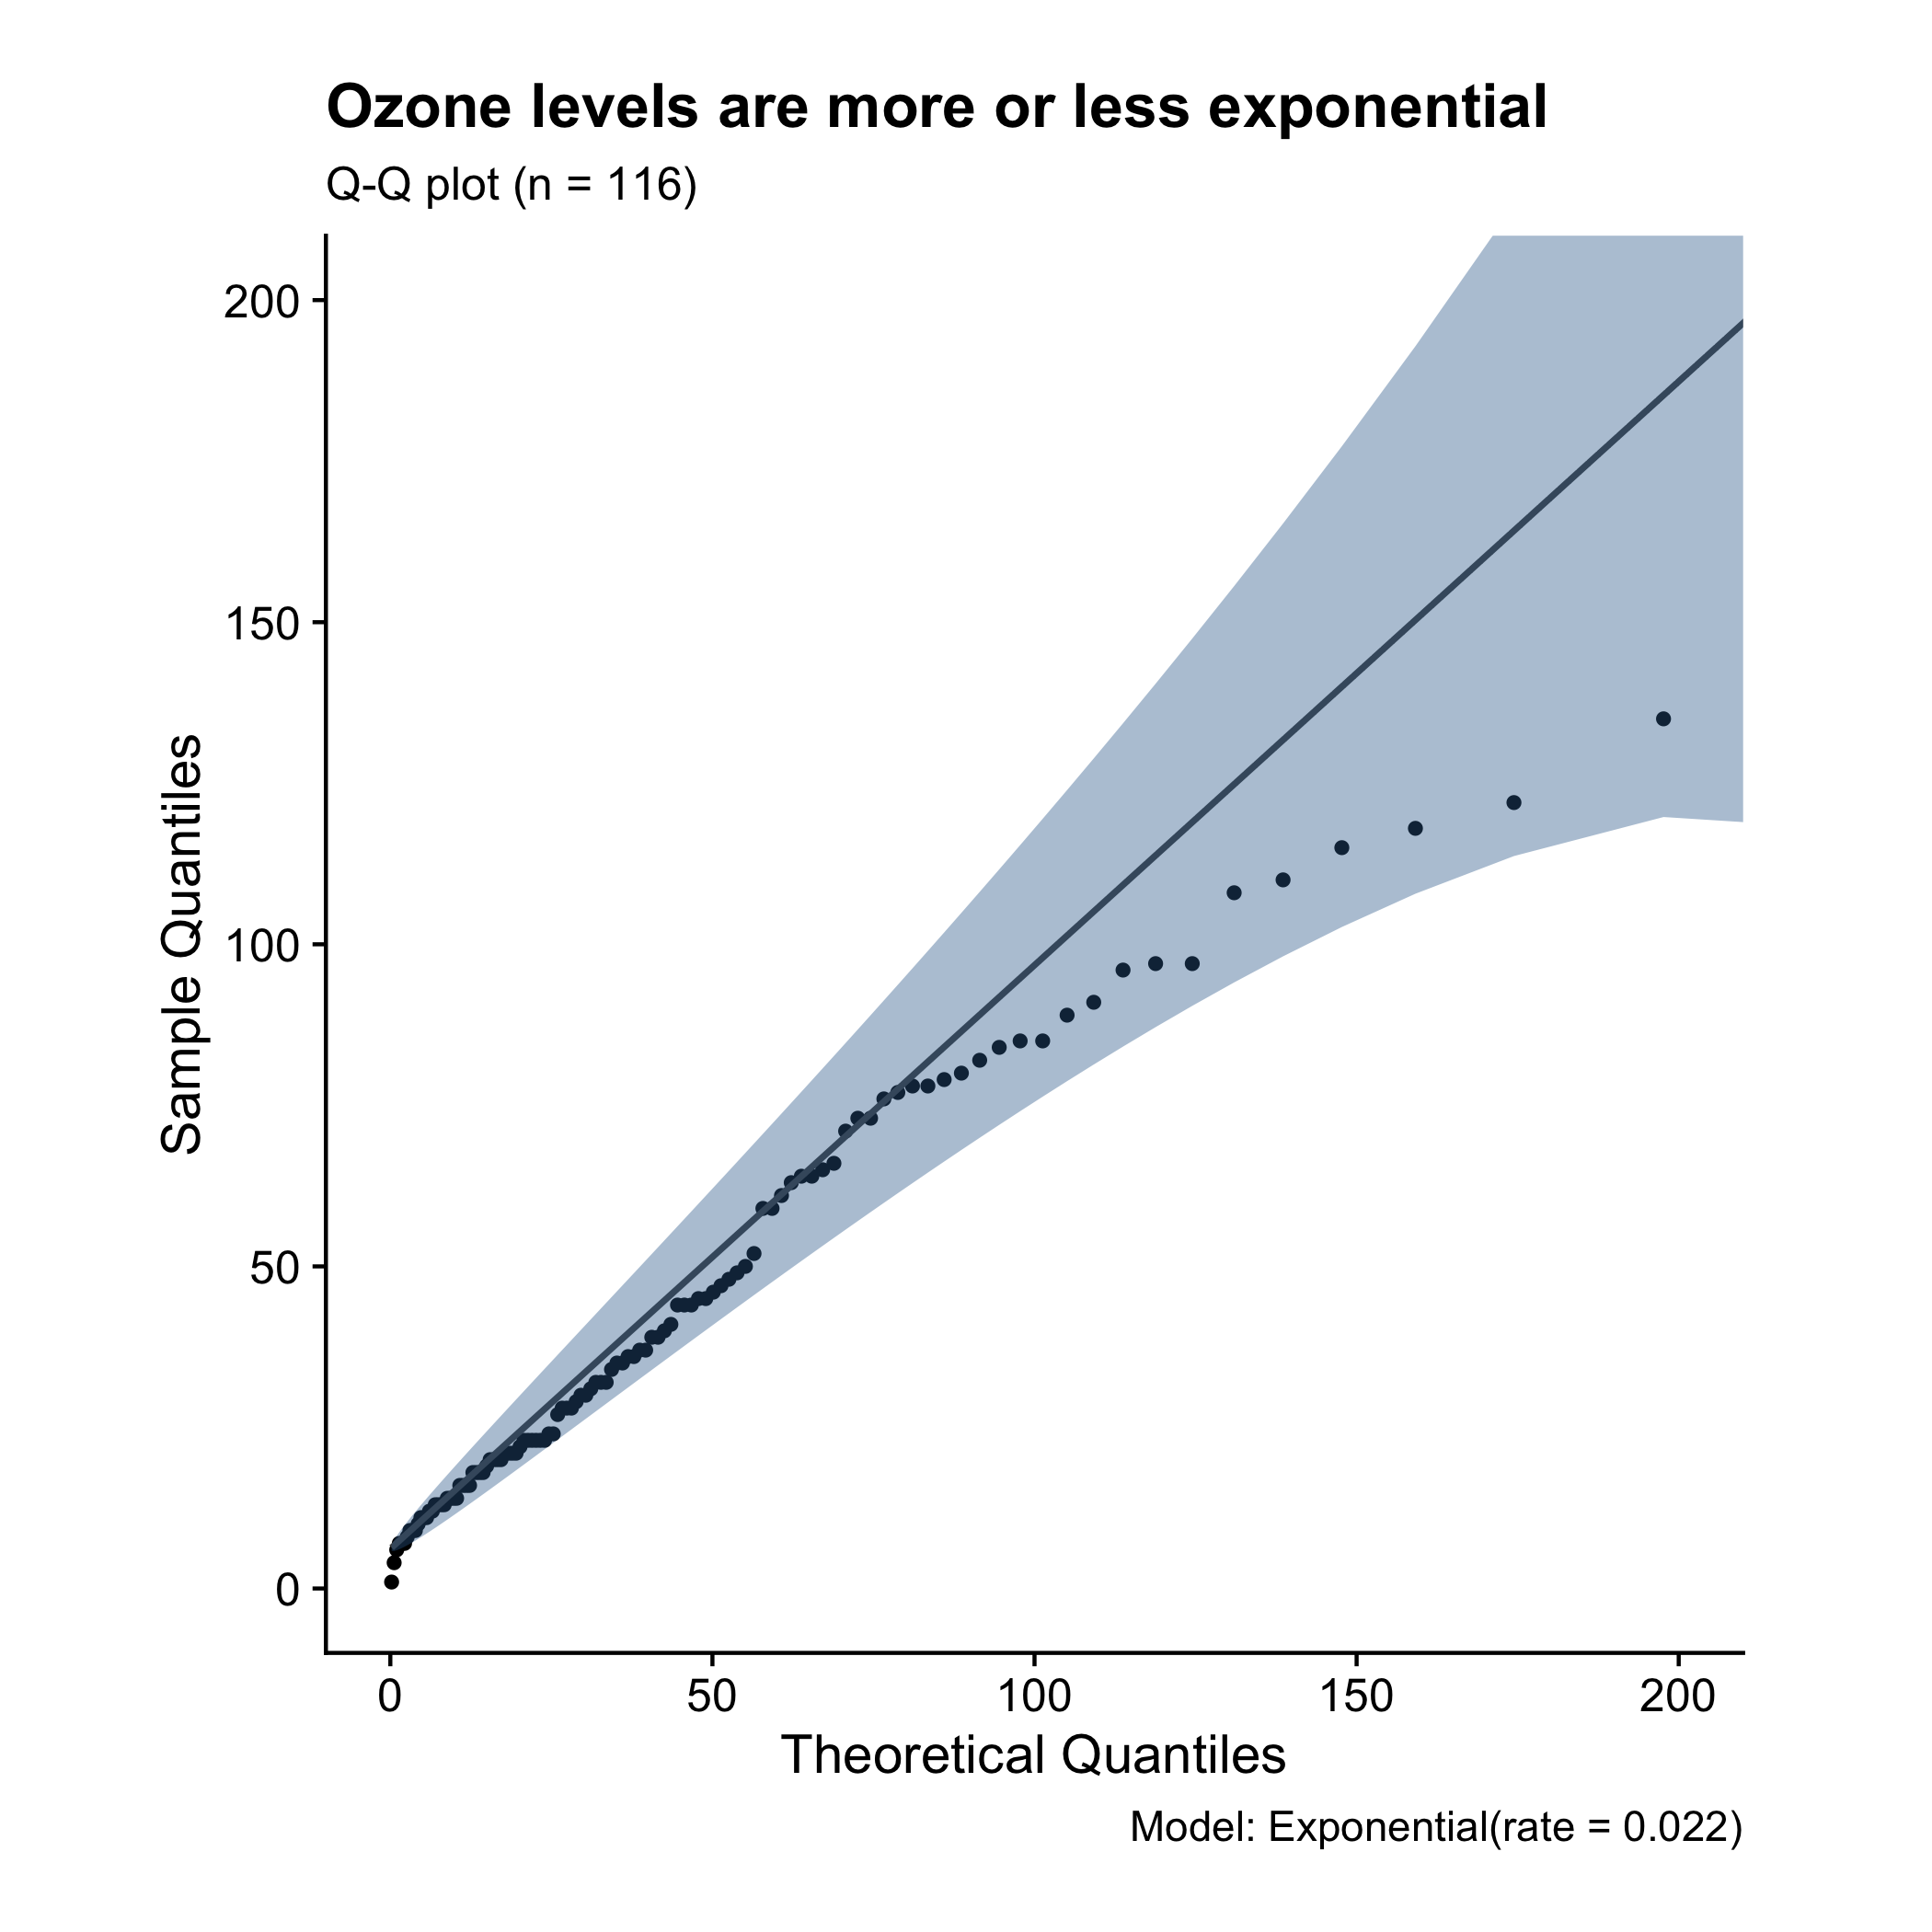 Ozone levels are more or less exponential
Q-Q plot (n = 116)
200
150
100
50
0
Sample Quantiles
0 50 100 150 200
Theoretical Quantiles
Model: Exponential(rate = 0.022)